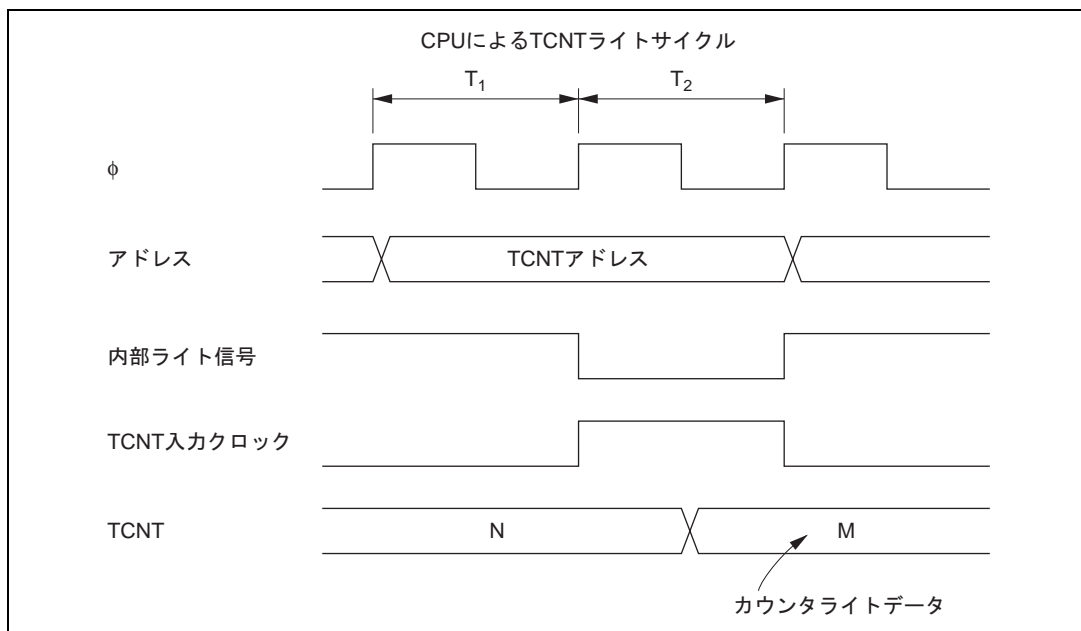 CPUによるTCNTライトサイクル
T1 T2
φ
アドレス TCNTアドレス
内部ライト信号
TCNT入力クロック
TCNT N M
カウンタライトデータ